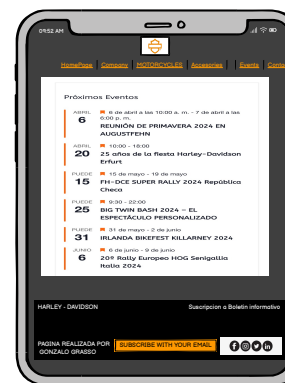 09:52 AM
HomePage Company MOTORCYCLES Accesories Events Conta
Próximos Eventos
ABRIL
6
6 de abril a las 10:00 a. m. - 7 de abril a las
6:00 p. m.
REUNIÓN DE PRIMAVERA 2024 EN
AUGUSTFEHN
ABRIL
20
10:00 - 18:00
25 años de la fiesta Harley-Davidson
Erfurt
PUEDE
15
15 de mayo - 19 de mayo
FH-DCE SUPER RALLY 2024 República
Checa
PUEDE
25
9:30 - 22:00
BIG TWIN BASH 2024 – EL
ESPECTÁCULO PERSONALIZADO
PUEDE
31
31 de mayo - 2 de junio
IRLANDA BIKEFEST KILLARNEY 2024
JUNIO
6
6 de junio - 9 de junio
20º Rally Europeo HOG Senigallia
Italia 2024
HARLEY - DAVIDSON
Suscripcion a Boletin informativo
PAGINA REALIZADA POR
GONZALO GRASSO
SUBSCRIBE WITH YOUR EMAIL